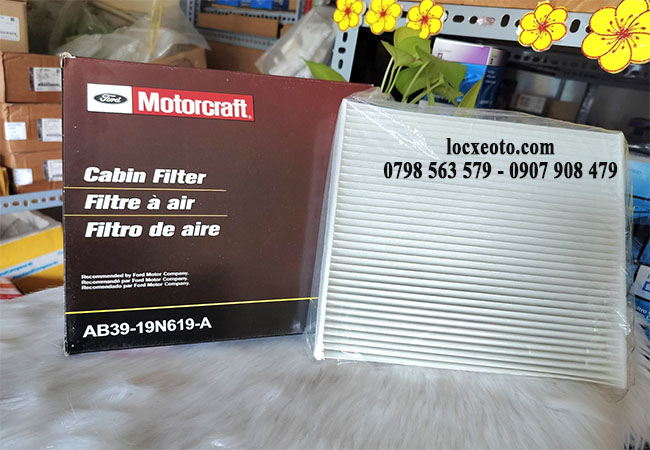 Ford
Motorcraft
Cabin Filter
Filtre à air
Filtro de aire
Recommended by Ford Motor Company.
Recommandé par Ford Motor Company.
Recomendado par Ford Motor Company.
AB39-19N619-A
locxeoto.com
0798 563 579 - 0907 908 479